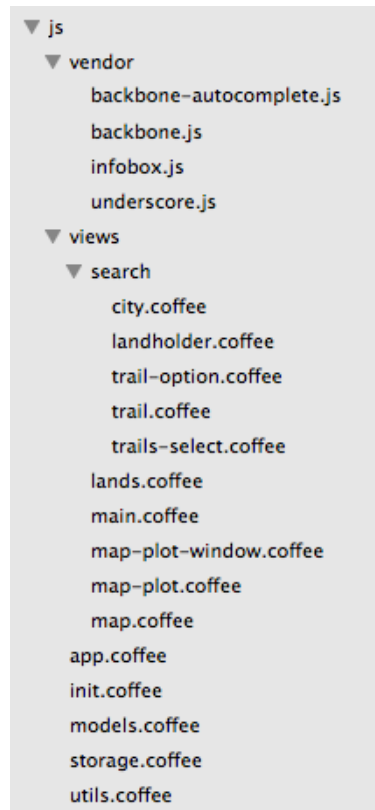 js
vendor
backbone-autocomplete.js
backbone.js
infobox.js
underscore.js
views
search
city.coffee
landholder.coffee
trail-option.coffee
trail.coffee
trails-select.coffee
lands.coffee
main.coffee
map-plot-window.coffee
map-plot.coffee
map.coffee
app.coffee
init.coffee
models.coffee
storage.coffee
utils.coffee